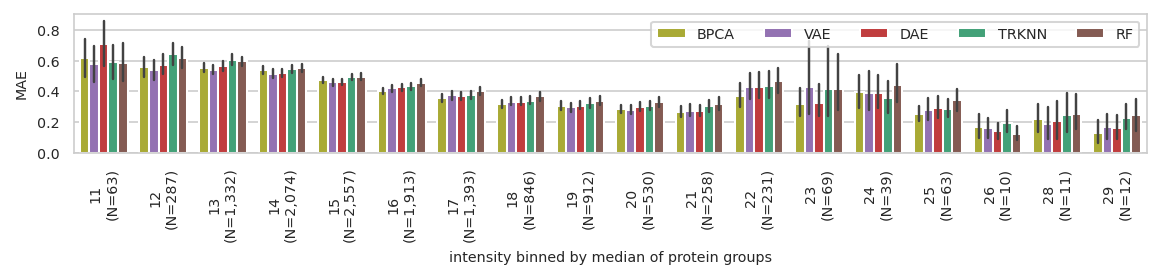 BPCA VAE DAE TRKNN RF
MAE
0.8
0.6
0.4
0.2
0.0
11
(N=63)
12
(N=287)
13
(N=1,332)
14
(N=2,074)
15
(N=2,557)
16
(N=1,913)
17
(N=1,393)
18
(N=846)
19
(N=912)
20
(N=530)
21
(N=258)
22
(N=231)
23
(N=69)
24
(N=39)
25
(N=63)
26
(N=10)
28
(N=11)
29
(N=12)
intensity binned by median of protein groups